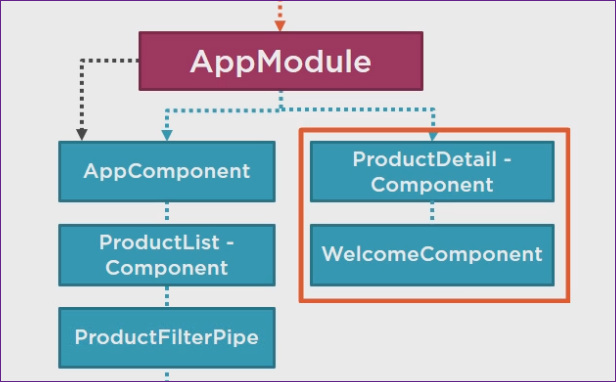 AppModule
AppComponent
ProductList -
Component
ProductFilterPipe
ProductDetail -
Component
WelcomeComponent